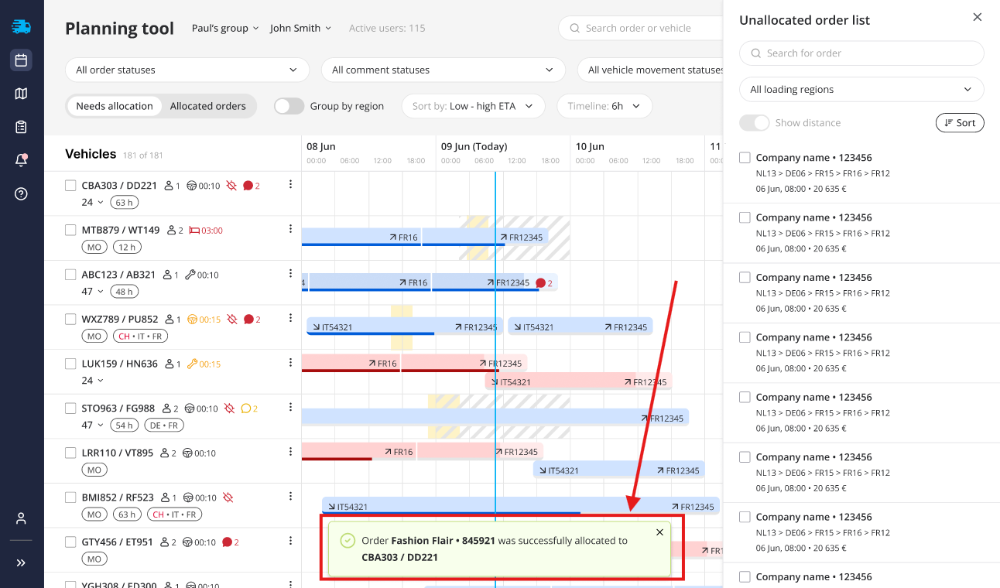 Planning tool
Paul's group
John Smith
Active users: 115
Search order or vehicle
All order statuses
All comment statuses
All vehicle movement statuses
Needs allocation
Allocated orders
Group by region
Sort by: Low - high ETA
Timeline: 6h
Vehicles 181 of 181
08 Jun
09 Jun (Today)
10 Jun
11
00:00 06:00 12:00 18:00 00:00 06:00 12:00 18:00 00:00 06:00 12:00 18:00
CBA303 / DD221 1 00:10 2
24 63 h
MTB879 / WT149 2 03:00
MO 12 h
FR16 FR12345
ABC123 / AB321 1 00:10
47 48 h
4 FR16 FR12345 2
WXZ789 / PU852 1 00:15 2
MO CH • IT • FR
IT54321 FR12345 IT54321 FR12345
LUK159 / HN636 1 00:15
24
FR16 FR12345
IT54321 FR12345
STO963 / FG988 2 00:10 2
47 54 h DE • FR
FR12345
LRR110 / VT895 2 00:10
MO
FR16 FR12345
IT54321 FR12345
BMI852 / RF523 1 00:10
MO 63 h CH • IT • FR
IT54321 FR12345
GTY456 / ET951 2 00:10 2
MO
FR1
YGH308 / FD300 1 00:10
Order Fashion Flair • 845921 was successfully allocated to
CBA303 / DD221
Unallocated order list
Search for order
All loading regions
Show distance
Sort
Company name • 123456
NL13 > DE06 > FR15 > FR16 > FR12
06 Jun, 08:00 • 20 635 €
Company name • 123456
NL13 > DE06 > FR15 > FR16 > FR12
06 Jun, 08:00 • 20 635 €
Company name • 123456
NL13 > DE06 > FR15 > FR16 > FR12
06 Jun, 08:00 • 20 635 €
Company name • 123456
NL13 > DE06 > FR15 > FR16 > FR12
06 Jun, 08:00 • 20 635 €
Company name • 123456
NL13 > DE06 > FR15 > FR16 > FR12
06 Jun, 08:00 • 20 635 €
Company name • 123456
NL13 > DE06 > FR15 > FR16 > FR12
06 Jun, 08:00 • 20 635 €
Company name • 123456
NL13 > DE06 > FR15 > FR16 > FR12
06 Jun, 08:00 • 20 635 €
Company name • 123456